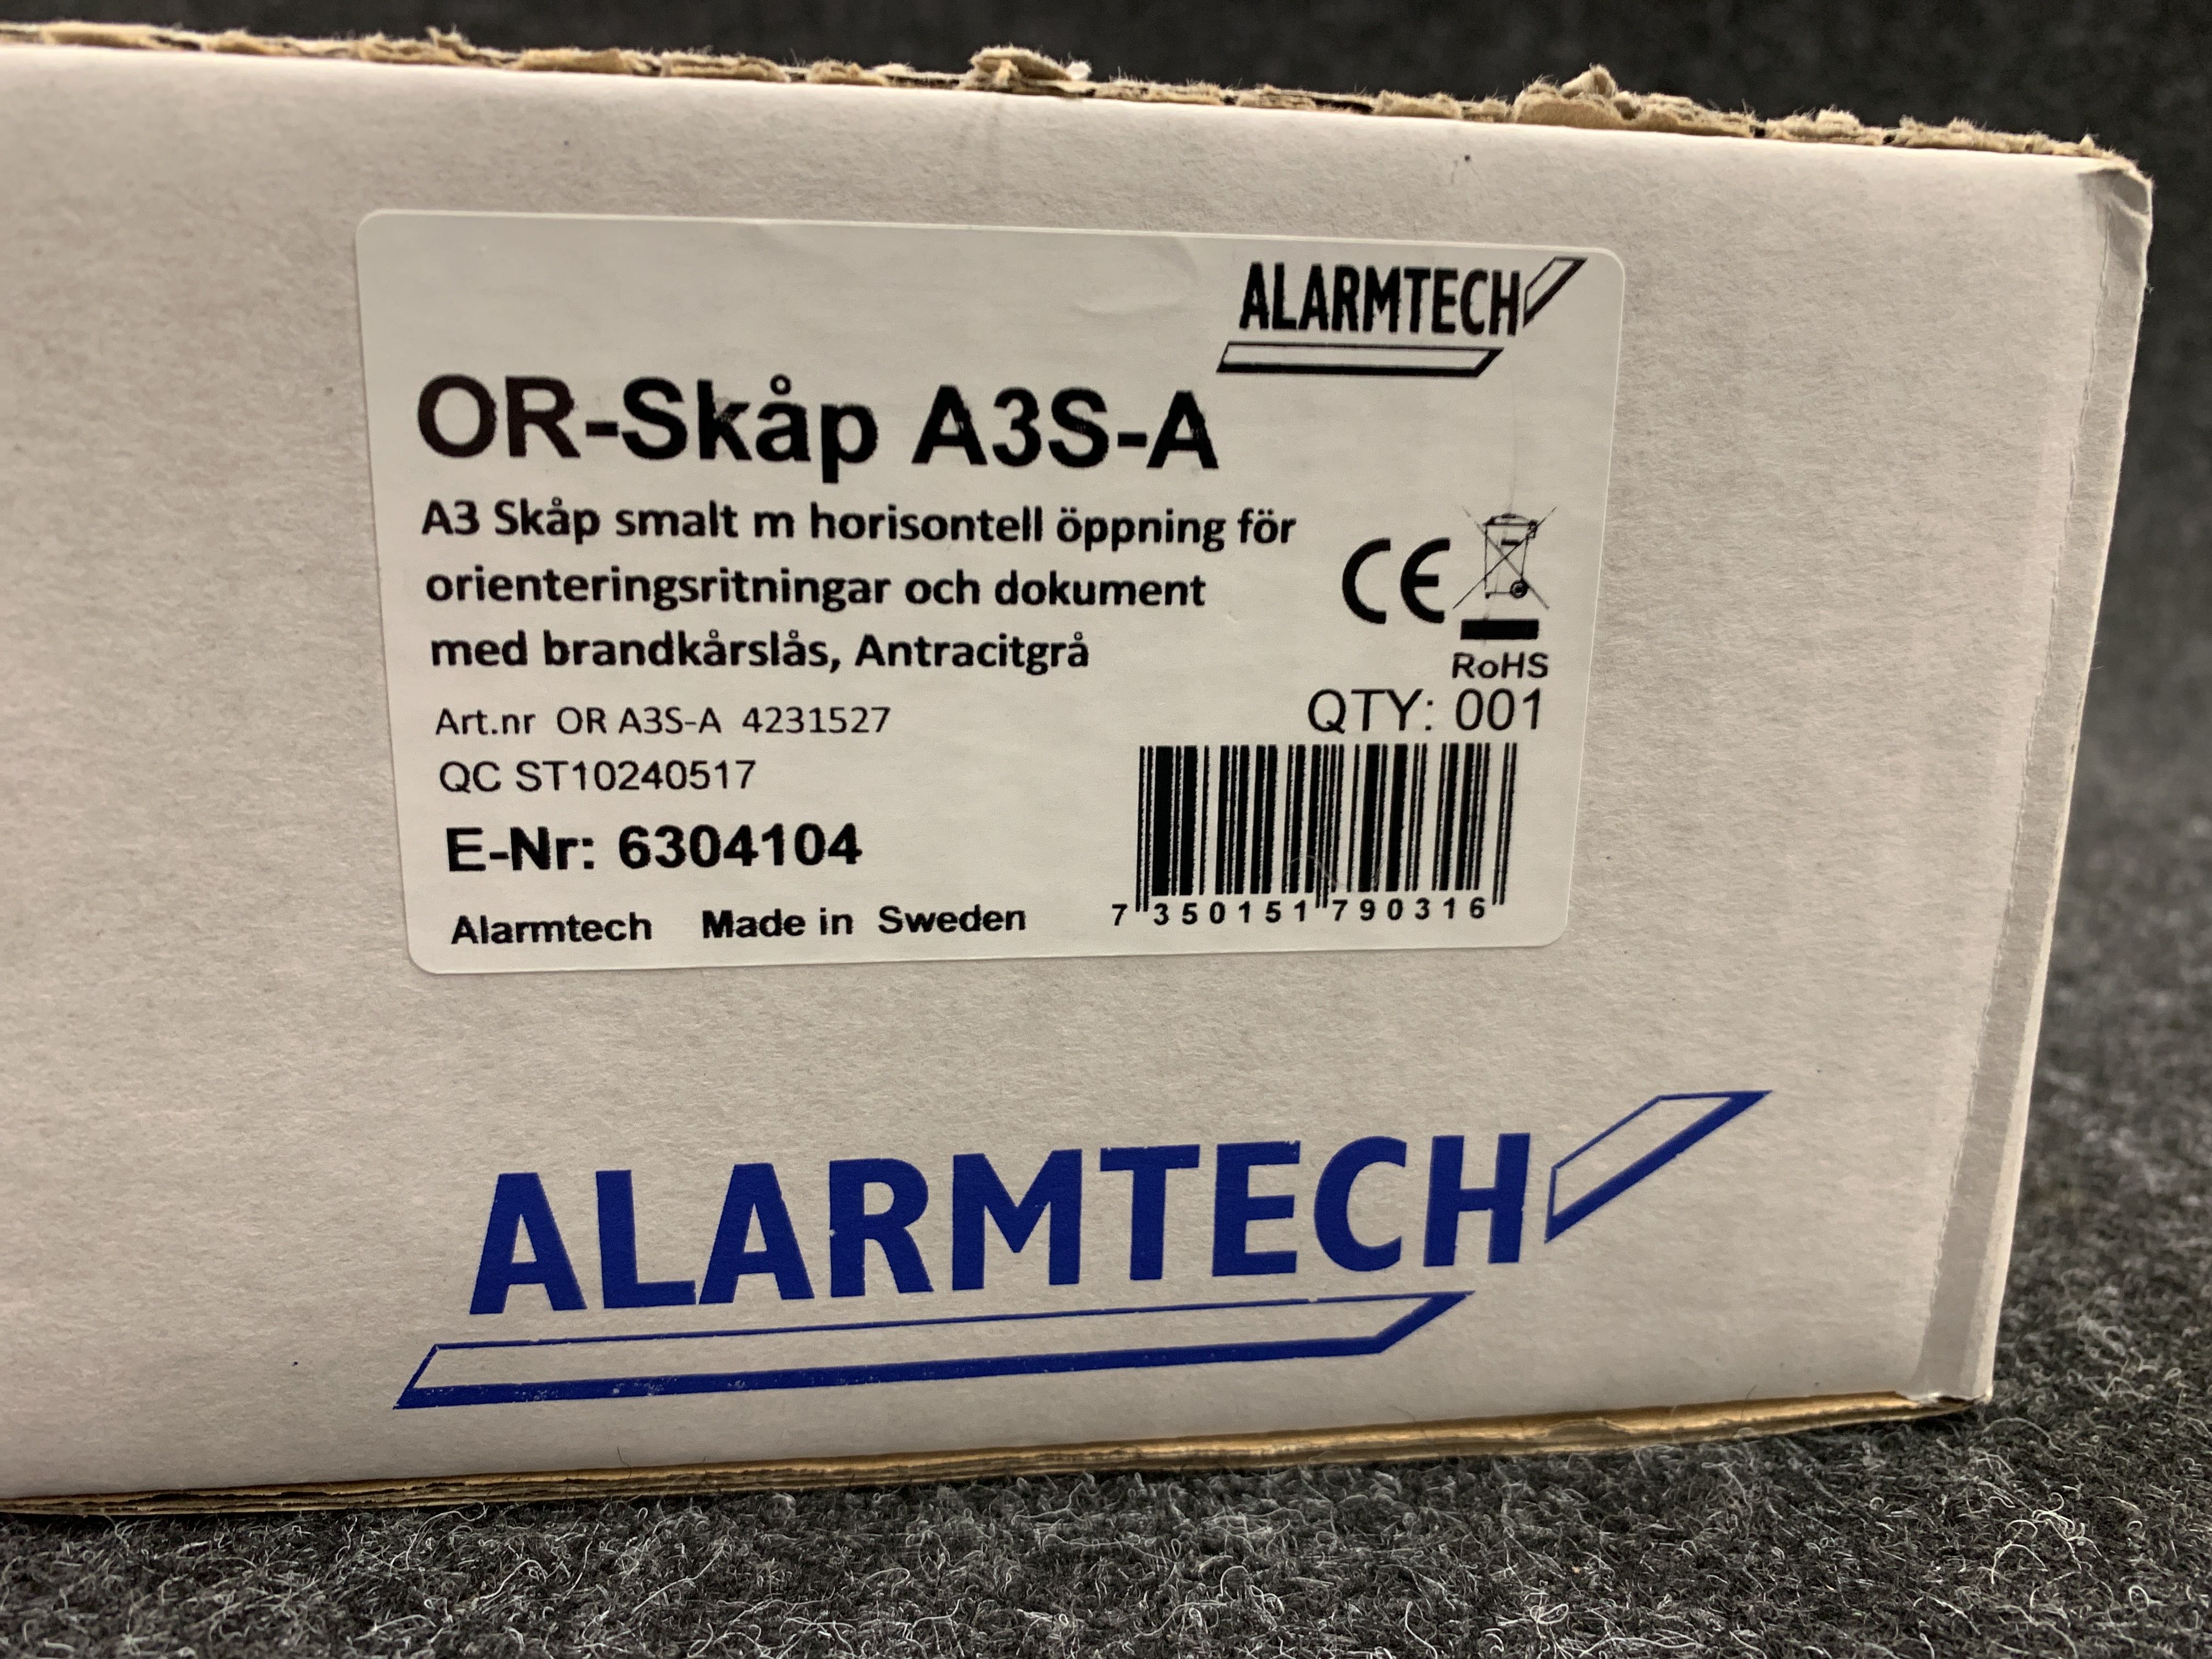 ALARMTECH
OR-Skåp A3S-A
A3 Skåp smalt m horisontell öppning för
orienteringsritningar och dokument
med brandkårslås, Antracitgrå
CE
RoHS
Art.nr OR A3S-A 4231527
QTY: 001
QC ST10240517
E-Nr: 6304104
Alarmtech Made in Sweden
7 350151 790316
ALARMTECH